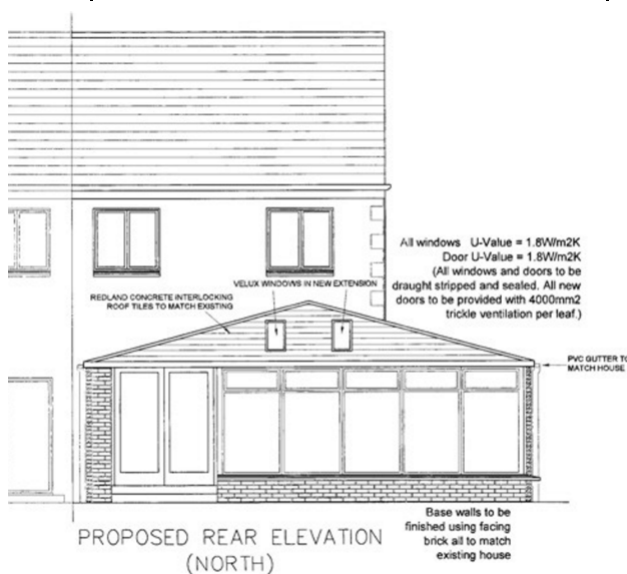 All windows U-Value = 1.8W/m2K
Door U-Value = 1.8W/m2K
(All windows and doors to be
draught stripped and sealed. All new
doors to be provided with 4000mm2
trickle ventilation per leaf.)
VELUX WINDOWS IN NEW EXTENSION
REDLAND CONCRETE INTERLOCKING
ROOF TILES TO MATCH EXISTING
PVC GUTTER TO
MATCH HOUSE
Base walls to be
finished using facing
brick all to match
existing house
PROPOSED REAR ELEVATION
(NORTH)